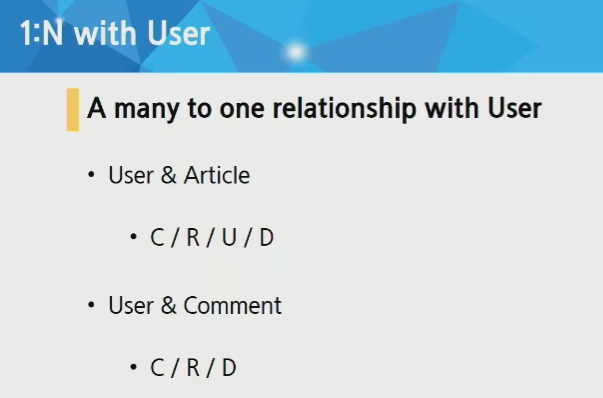 1:N with User
A many to one relationship with User
• User & Article
• C / R / U / D
• User & Comment
• C / R / D